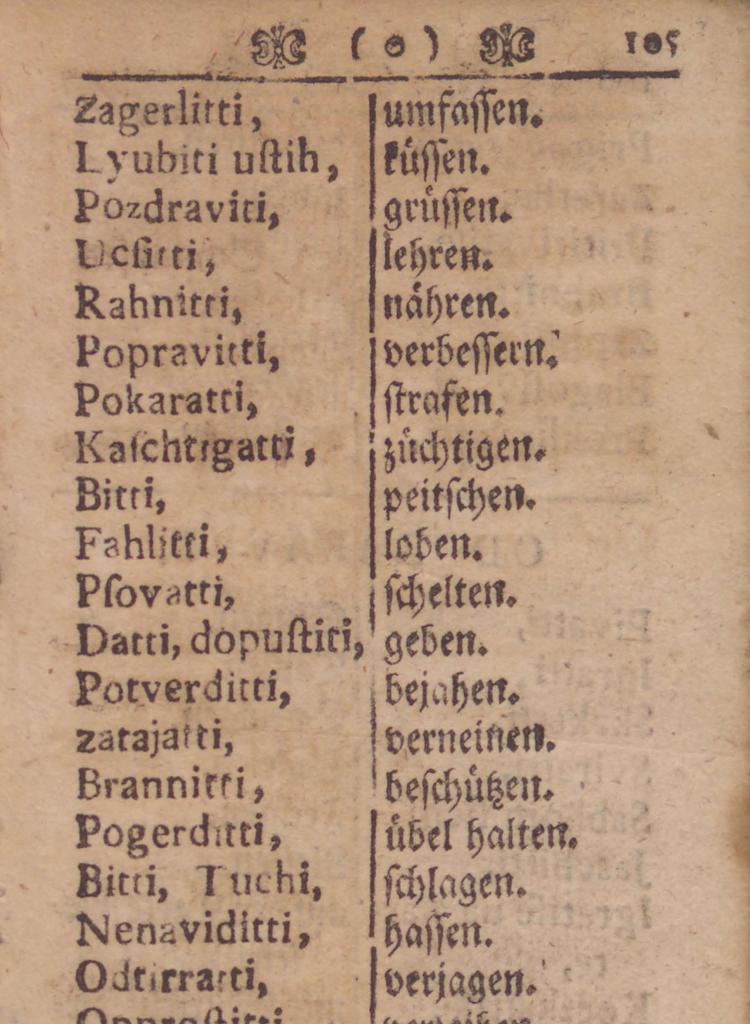 ( o ) 105
Zagerlitti, umfaſſen.
Lyubiti uſtih, küſſen.
Pozdraviti, grüſſen.
Ucſitti, lehren.
Rahnitti, nähren.
Popravitti, verbeſſern.
Pokaratti, ſtrafen.
Kaſchtigatti, züchtigen.
Bitti, peitſchen.
Fahlitti, loben.
Pſovatti, ſchelten.
Datti, dopuſtiti, geben.
Potverditti, bejahen.
zatajatti, verneinen.
Brannitti, beſchützen.
Pogerditti, übel halten.
Bitti, Tuchi, ſchlagen.
Nenaviditti, haſſen.
Odtirratti, verjagen.
Opproſtitti